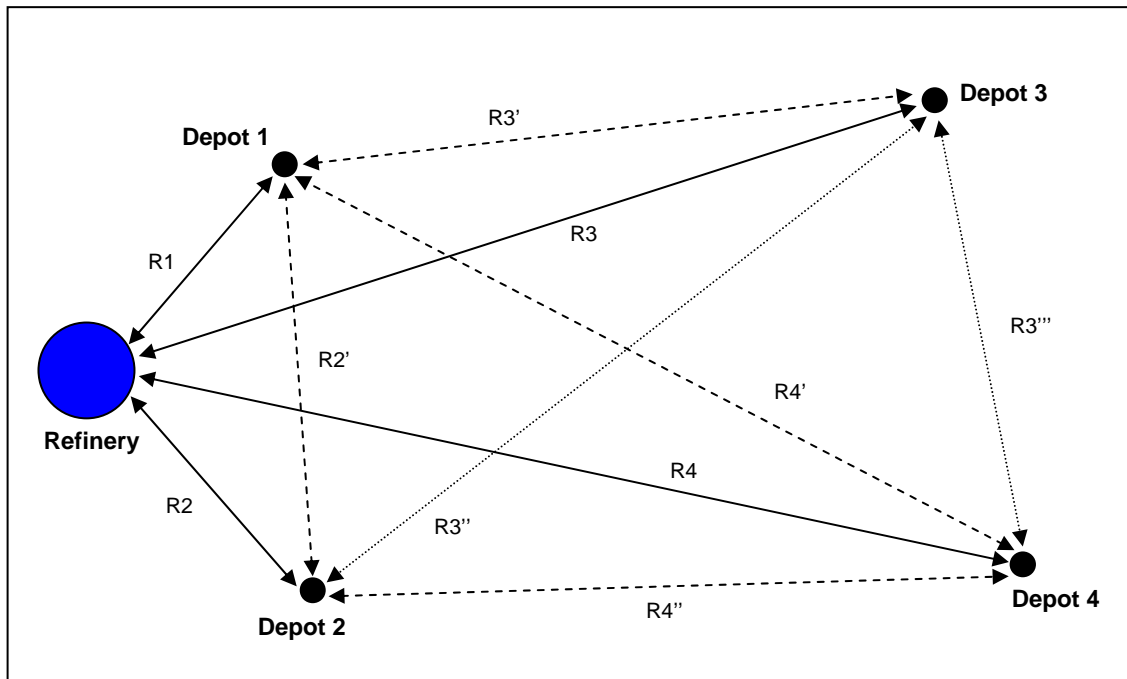 Depot 3
R3’
Depot 1
R3
R1
R3’’’
R2’
R4’
Refinery
R4
R2
R3’’
Depot 4
R4’’
Depot 2